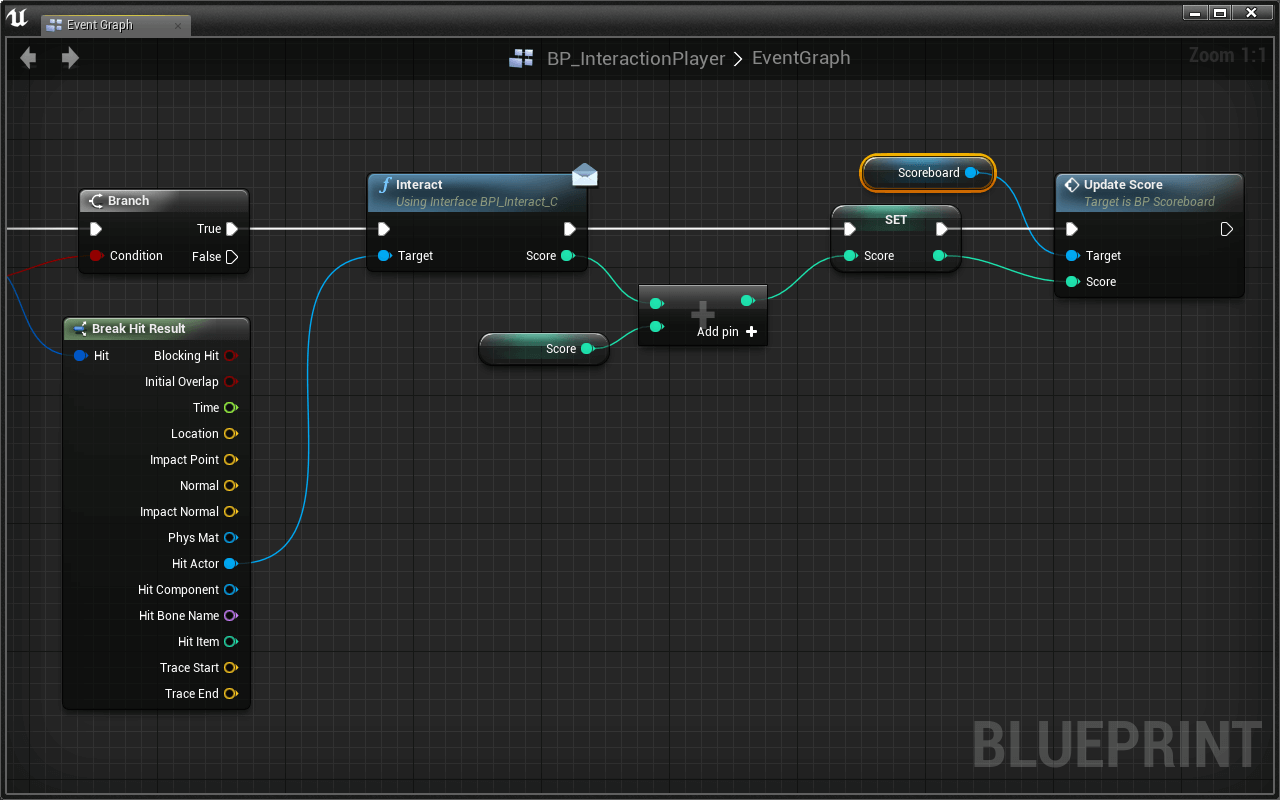 Event Graph
BP_InteractionPlayer > EventGraph
Zoom 1:1
Branch
True
Condition
False
Break Hit Result
Hit
Blocking Hit
Initial Overlap
Time
Location
Impact Point
Normal
Impact Normal
Phys Mat
Hit Actor
Hit Component
Hit Bone Name
Hit Item
Trace Start
Trace End
Interact
Using Interface BPI_Interact_C
Target
Score
Score
Add pin
SET
Score
Scoreboard
Update Score
Target is BP Scoreboard
Target
Score
BLUEPRINT